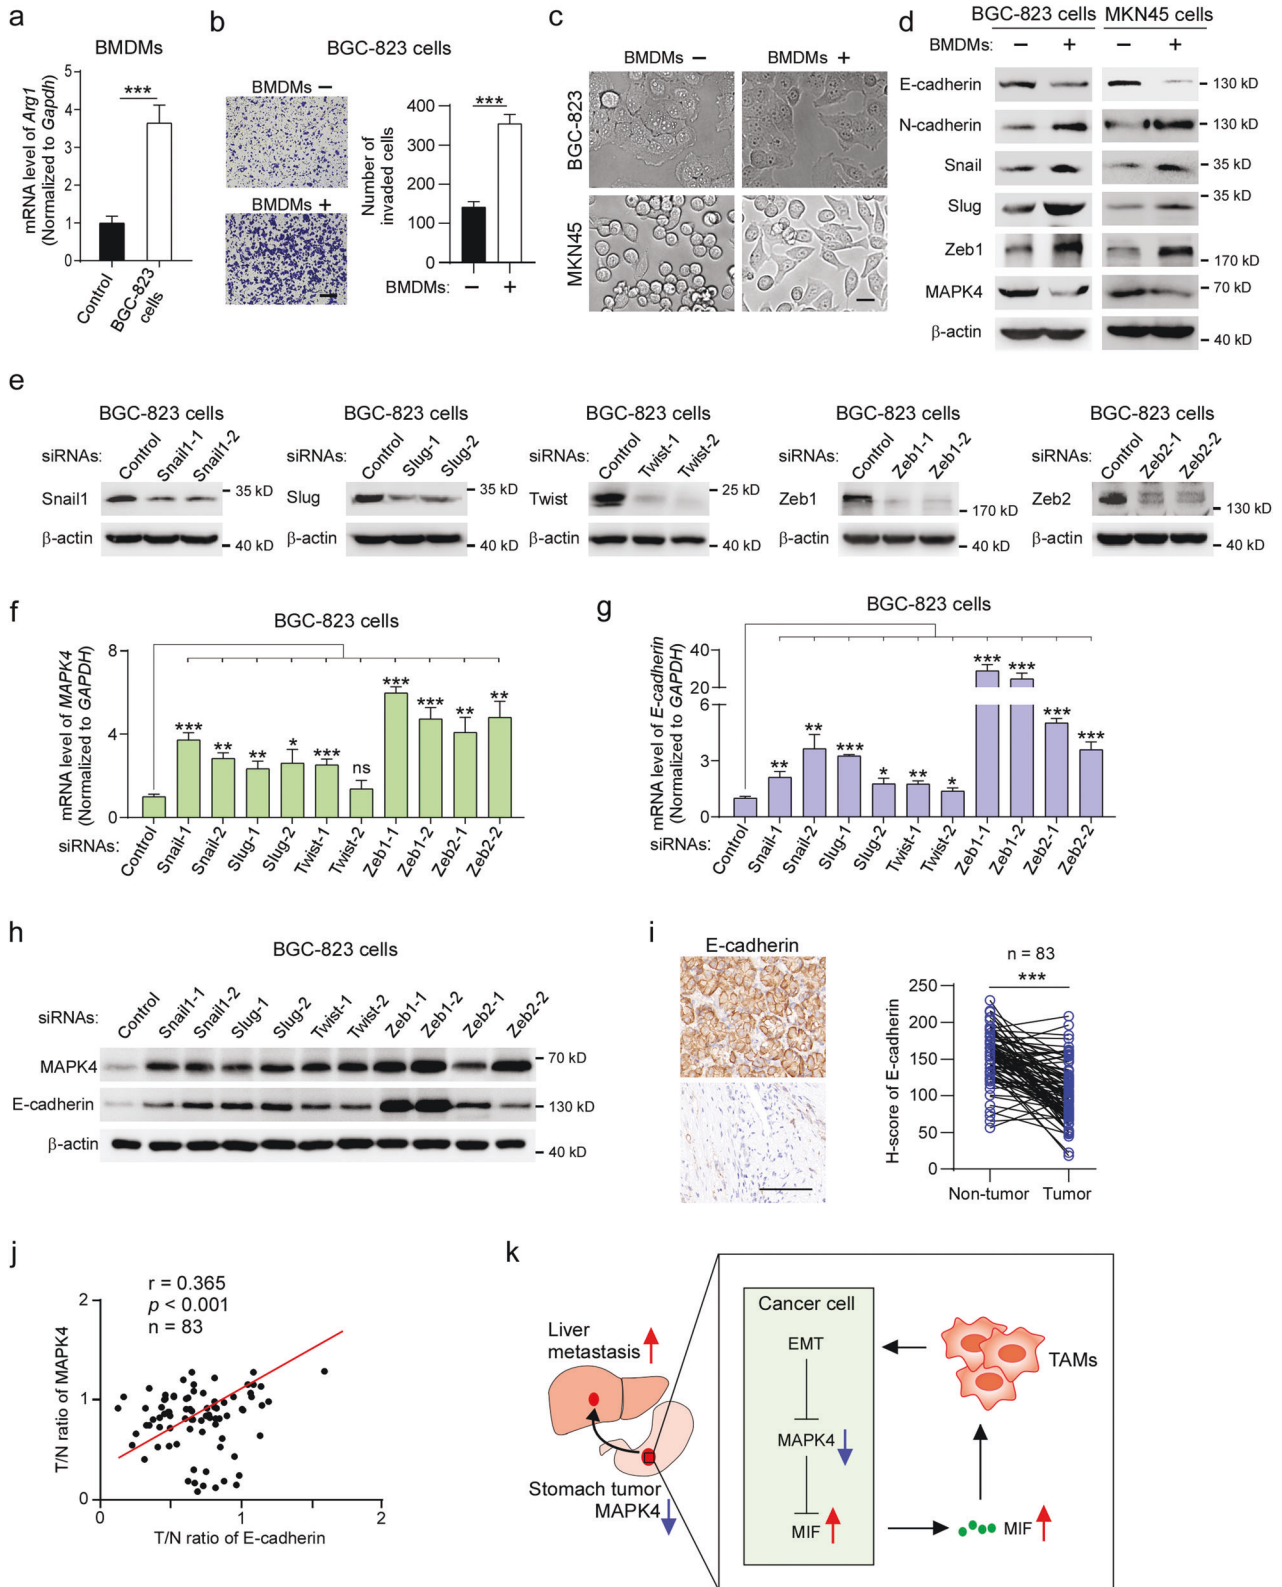 a
BMDMs
mRNA level of Arg1
(Normalized to Gapdh)
5
4
3
2
1
0
***
Control
BGC-823
cells
b
BGC-823 cells
BMDMs −
BMDMs +
Number of
invaded cells
400
300
200
100
0
***
BMDMs: − +
c
BMDMs − BMDMs +
BGC-823
MKN45
d
BGC-823 cells MKN45 cells
BMDMs: − + − +
E-cadherin 130 kD
N-cadherin 130 kD
Snail 35 kD
Slug 35 kD
Zeb1 170 kD
MAPK4 70 kD
β-actin 40 kD
e
BGC-823 cells
siRNAs: Control Snail1-1 Snail1-2
Snail1 35 kD
β-actin 40 kD
BGC-823 cells
siRNAs: Control Slug-1 Slug-2
Slug 35 kD
β-actin 40 kD
BGC-823 cells
siRNAs: Control Twist-1 Twist-2
Twist 25 kD
β-actin 40 kD
BGC-823 cells
siRNAs: Control Zeb1-1 Zeb1-2
Zeb1 170 kD
β-actin 40 kD
BGC-823 cells
siRNAs: Control Zeb2-1 Zeb2-2
Zeb2 130 kD
β-actin 40 kD
f
BGC-823 cells
mRNA level of MAPK4
(Normalized to GAPDH)
8
4
0
*** ** ** * *** ns *** *** ** **
siRNAs: Control Snail-1 Snail-2 Slug-1 Slug-2 Twist-1 Twist-2 Zeb1-1 Zeb1-2 Zeb2-1 Zeb2-2
g
BGC-823 cells
mRNA level of E-cadherin
(Normalized to GAPDH)
40
20
6
3
0
** ** *** * ** * *** *** *** ***
siRNAs: Control Snail-1 Snail-2 Slug-1 Slug-2 Twist-1 Twist-2 Zeb1-1 Zeb1-2 Zeb2-1 Zeb2-2
h
BGC-823 cells
siRNAs: Control Snail1-1 Snail1-2 Slug-1 Slug-2 Twist-1 Twist-2 Zeb1-1 Zeb1-2 Zeb2-1 Zeb2-2
MAPK4 70 kD
E-cadherin 130 kD
β-actin 40 kD
i
E-cadherin
n = 83
***
H-score of E-cadherin
250
200
150
100
50
0
Non-tumor Tumor
j
r = 0.365
p < 0.001
n = 83
T/N ratio of MAPK4
2
1
0
0 1 2
T/N ratio of E-cadherin
k
Liver
metastasis
Stomach tumor
MAPK4
Cancer cell
EMT
MAPK4
MIF
TAMs
MIF